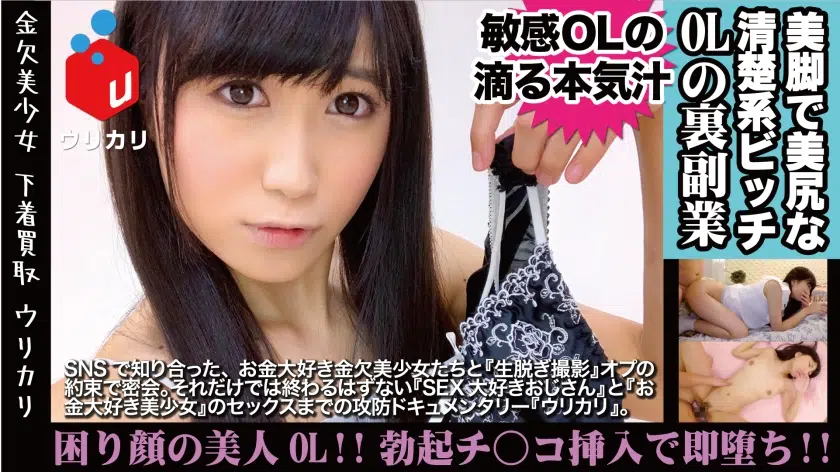 金欠美少女 下着買取 ウリカリ
U
ウリカリ
敏感OLの
滴る本気汁
美脚で美尻な
清楚系ビッチ
OLの裏副業
SNSで知り合った、お金大好き金欠美少女たちと『生脱ぎ撮影』オプの
約束で密会。それだけでは終わるはずない『SEX大好きおじさん』と『お
金大好き美少女』のセックスまでの攻防ドキュメンタリー『ウリカリ』。
困り顔の美人OL!! 勃起チ○コ挿入で即堕ち!!